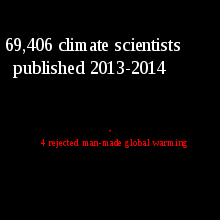 69,406 climate scientists
published 2013-2014
4 rejected man-made global warming